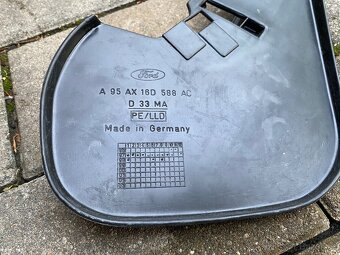 Ford
A 95 AX 16D 588 AC
D 33 MA
PE/LLD
Made in Germany